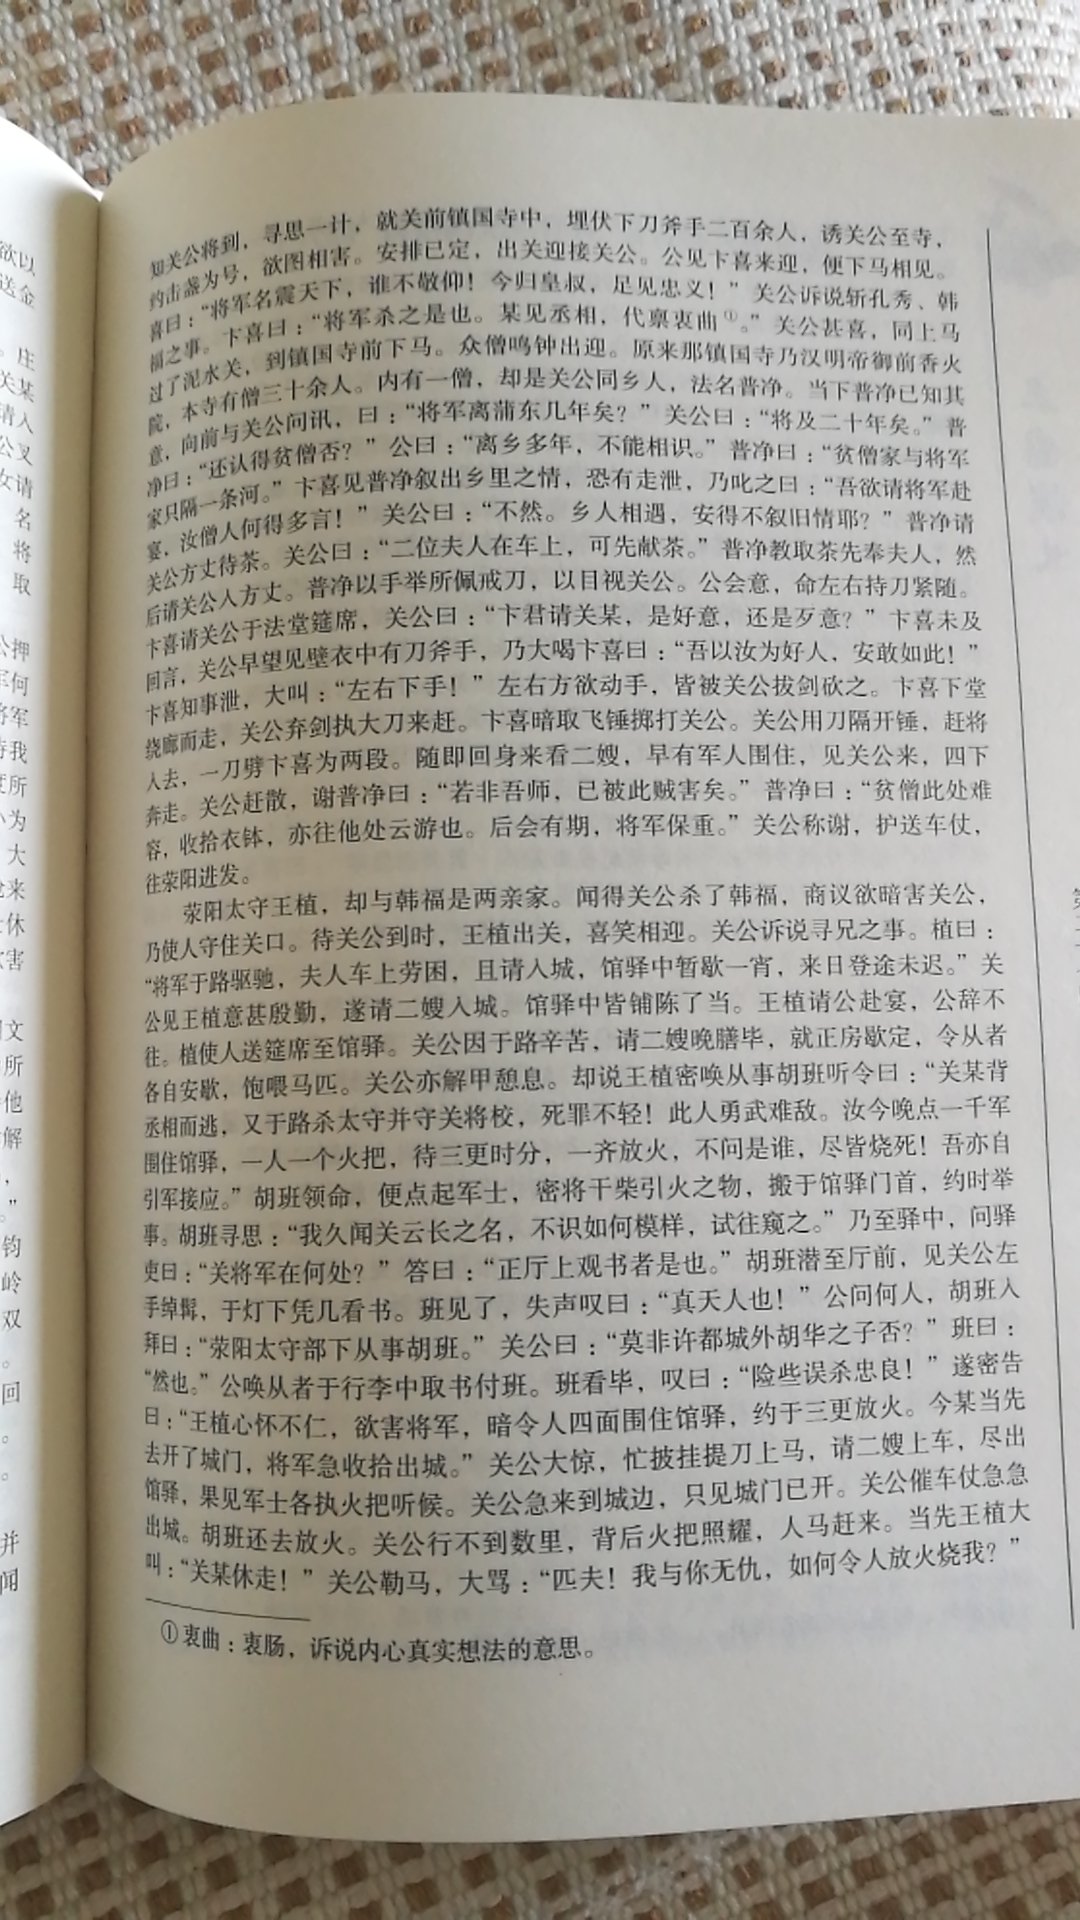 欲以
送金
。庄
关某
请人
公叉
女请
名
将
取
公押
军何
将军
待我
度所
大
休
害
文
所
他
解
，
。”
钧
岭
双
。
回
。
。
并
闻
知关公将到，寻思一计，就关前镇国寺中，埋伏下刀斧手二百余人，诱关公至寺，
约击盏为号，欲图相害。安排已定，出关迎接关公。公见卞喜来迎，便下马相见。
喜曰：“将军名震天下，谁不敬仰！今归皇叔，足见忠义！”关公诉说斩孔秀、韩
福之事。卞喜曰：“将军杀之是也。某见丞相，代禀衷曲①。”关公甚喜，同上马
过了汜水关，到镇国寺前下马。众僧鸣钟出迎。原来那镇国寺乃汉明帝御前香火
院，本寺有僧三十余人。内有一僧，却是关公同乡人，法名普净。当下普净已知其
意，向前与关公问讯，曰：“将军离蒲东几年矣？”关公曰：“将及二十年矣。”普
净曰：“还认得贫僧否？”公曰：“离乡多年，不能相识。”普净曰：“贫僧家与将军
家只隔一条河。”卞喜见普净叙出乡里之情，恐有走泄，乃叱之曰：“吾欲请将军赴
宴，汝僧人何得多言！”关公曰：“不然。乡人相遇，安得不叙旧情耶？”普净请
关公方丈待茶。关公曰：“二位夫人在车上，可先献茶。”普净教取茶先奉夫人，然
后请关公人方丈。普净以手举所佩戒刀，以目视关公。公会意，命左右持刀紧随。
卞喜请关公于法堂筵席，关公曰：“卞君请关某，是好意，还是歹意？”卞喜未及
回言，关公早望见壁衣中有刀斧手，乃大喝卞喜曰：“吾以汝为好人，安敢如此！”
卞喜知事泄，大叫：“左右下手！”左右方欲动手，皆被关公拔剑砍之。卞喜下堂
绕廊而走，关公弃剑执大刀来赶。卞喜暗取飞锤掷打关公。关公用刀隔开锤，赶将
入去，一刀劈卞喜为两段。随即回身来看二嫂，早有军人围住，见关公来，四下
奔走。关公赶散，谢普净曰：“若非吾师，已被此贼害矣。”普净曰：“贫僧此处难
容，收拾衣钵，亦往他处云游也。后会有期，将军保重。”关公称谢，护送车仗，
往荥阳进发。
荥阳太守王植，却与韩福是两亲家。闻得关公杀了韩福，商议欲暗害关公，
乃使人守住关口。待关公到时，王植出关，喜笑相迎。关公诉说寻兄之事。植曰：
“将军于路驱驰，夫人车上劳困，且请入城，馆驿中暂歇一宵，来日登途未迟。”关
公见王植意甚殷勤，遂请二嫂入城。馆驿中皆铺陈了当。王植请公赴宴，公辞不
往。植使人送筵席至馆驿。关公因于路辛苦，请二嫂晚膳毕，就正房歇定，令从者
各自安歇，饱喂马匹。关公亦解甲憩息。却说王植密唤从事胡班听令曰：“关某背
丞相而逃，又于路杀太守并守关将校，死罪不轻！此人勇武难敌。汝今晚点一千军
围住馆驿，一人一个火把，待三更时分，一齐放火，不问是谁，尽皆烧死！吾亦自
引军接应。”胡班领命，便点起军士，密将干柴引火之物，搬于馆驿门首，约时举
事。胡班寻思：“我久闻关云长之名，不识如何模样，试往窥之。”乃至驿中，问驿
吏曰：“关将军在何处？”答曰：“正厅上观书者是也。”胡班潜至厅前，见关公左
手绰髯，于灯下凭几看书。班见了，失声叹曰：“真天人也！”公问何人，胡班入
拜曰：“荥阳太守部下从事胡班。”关公曰：“莫非许都城外胡华之子否？”班曰：
“然也。”公唤从者于行李中取书付班。班看毕，叹曰：“险些误杀忠良！”遂密告
曰：“王植心怀不仁，欲害将军，暗令人四面围住馆驿，约于三更放火。今某当先
去开了城门，将军急收拾出城。”关公大惊，忙披挂提刀上马，请二嫂上车，尽出
馆驿，果见军士各执火把听候。关公急来到城边，只见城门已开。关公催车仗急急
出城。胡班还去放火。关公行不到数里，背后火把照耀，人马赶来。当先王植大
叫：“关某休走！”关公勒马，大骂：“匹夫！我与你无仇，如何令人放火烧我？”
①衷曲：衷肠，诉说内心真实想法的意思。